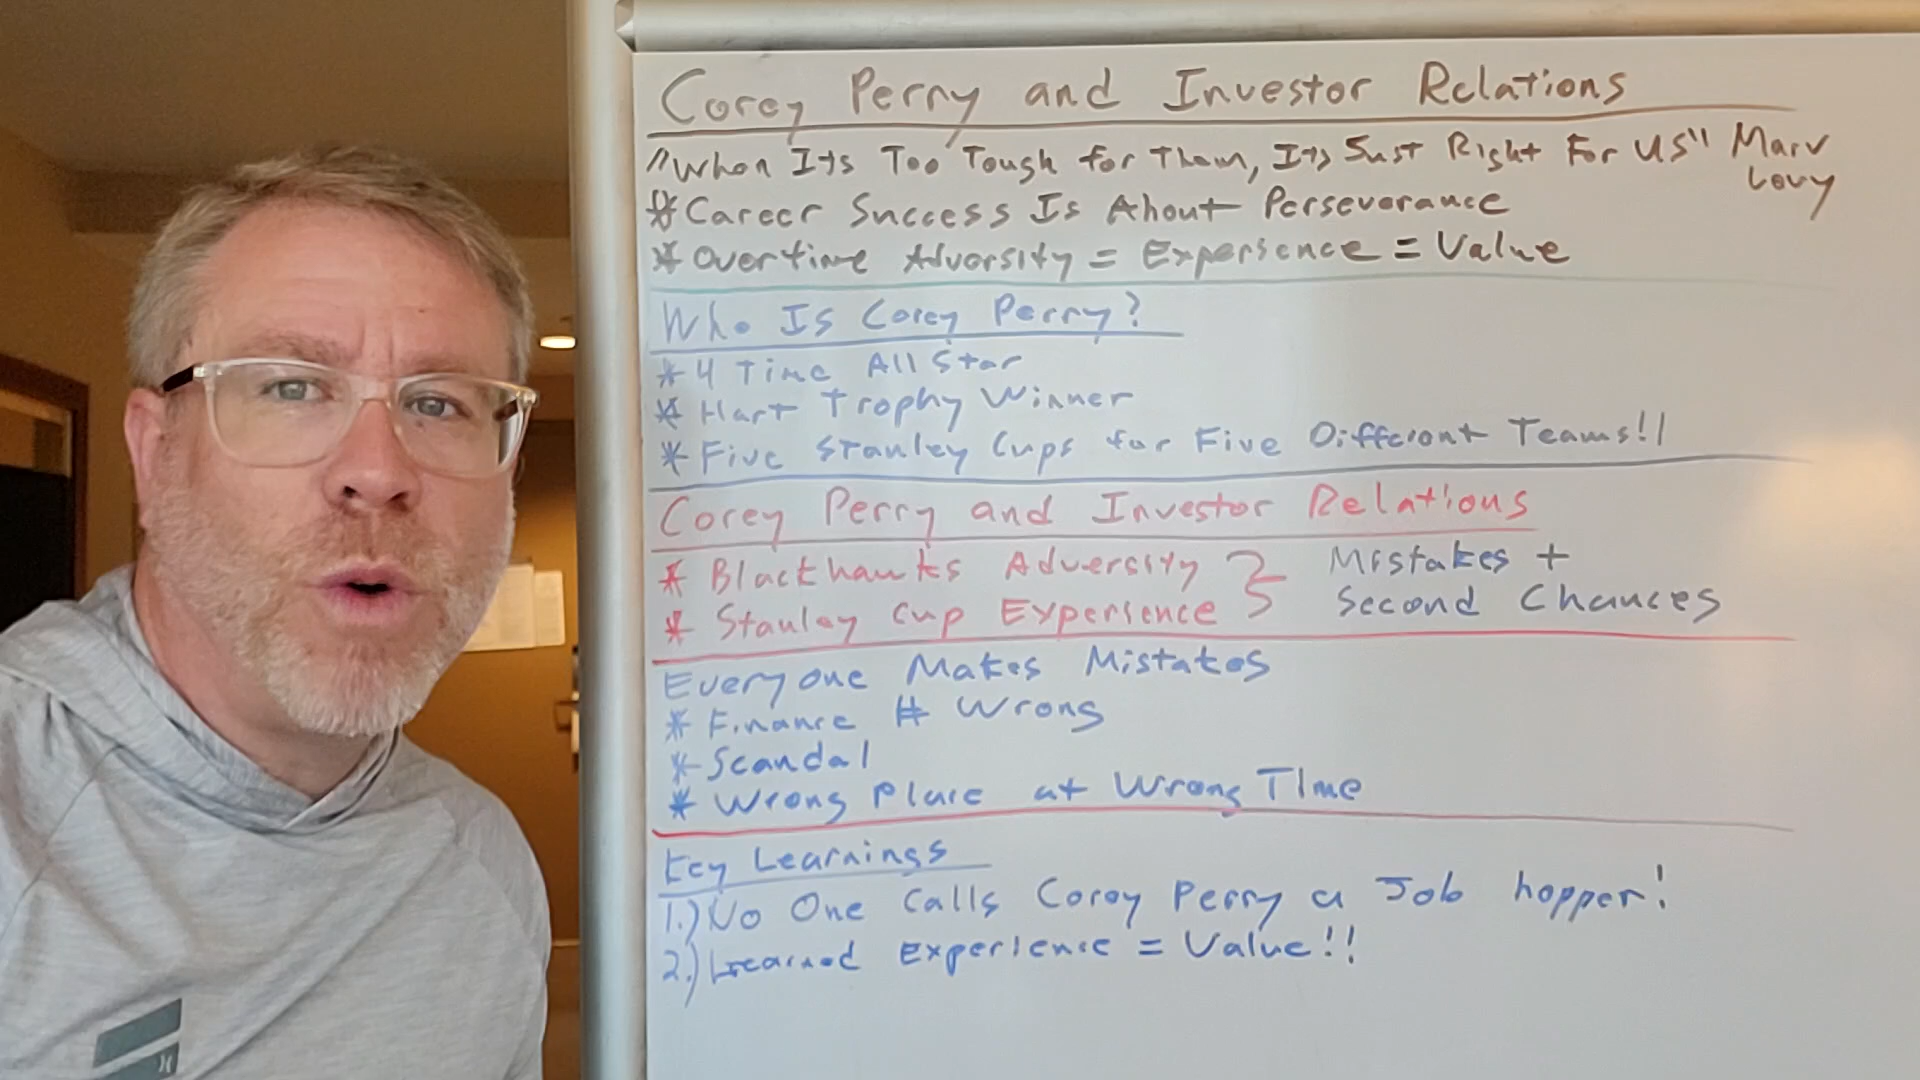 Corey Perry and Investor Relations
"When Its Too Tough for Them, Its Just Right For US" Marv Levy
* Career Success Is About Perseverance
* Overtime Adversity = Experience = Value
Who Is Corey Perry?
* 4 Time All Star
* Hart Trophy Winner
* Five Stanley Cups for Five Different Teams!!
Corey Perry and Investor Relations
* Blackhawks Adversity } Mistakes +
* Stanley Cup Experience } Second Chances
Everyone Makes Mistakes
* Finance # Wrong
* Scandal
* Wrong Place at Wrong TIme
Key Learnings
1.) No One Calls Corey Perry a Job hopper!
2.) Learned Experience = Value!!